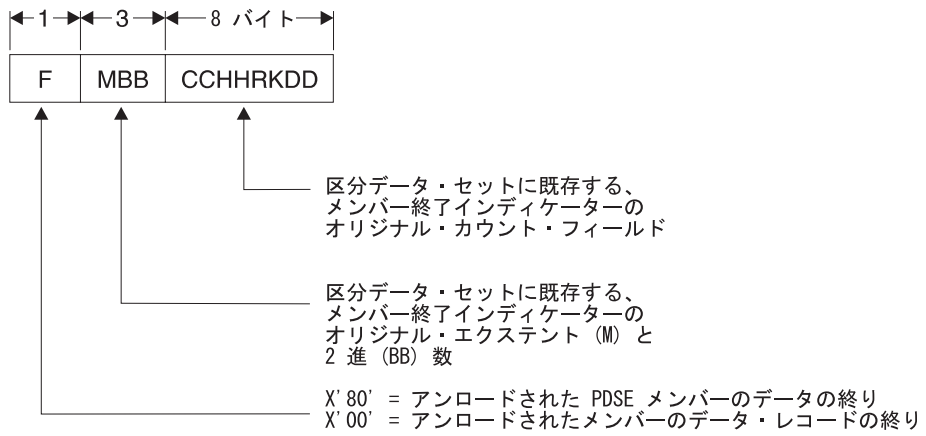 1 3 8 バイト
F MBB CCHHRKDD
区分データ・セットに既存する、
メンバー終了インディケーターの
オリジナル・カウント・フィールド
区分データ・セットに既存する、
メンバー終了インディケーターの
オリジナル・エクステント (M) と
2 進 (BB) 数
X'80' = アンロードされた PDSE メンバーのデータの終り
X'00' = アンロードされたメンバーのデータ・レコードの終り